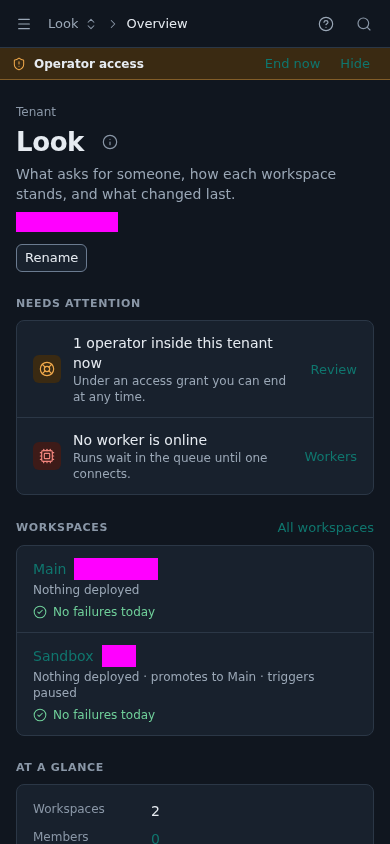 Look
Overview
Operator access
End now
Hide
Tenant
Look
What asks for someone, how each workspace
stands, and what changed last.
Rename
NEEDS ATTENTION
1 operator inside this tenant
now
Under an access grant you can end
at any time.
Review
No worker is online
Runs wait in the queue until one
connects.
Workers
WORKSPACES
All workspaces
Main
Nothing deployed
No failures today
Sandbox
Nothing deployed · promotes to Main · triggers
paused
No failures today
AT A GLANCE
Workspaces
2
Members
0